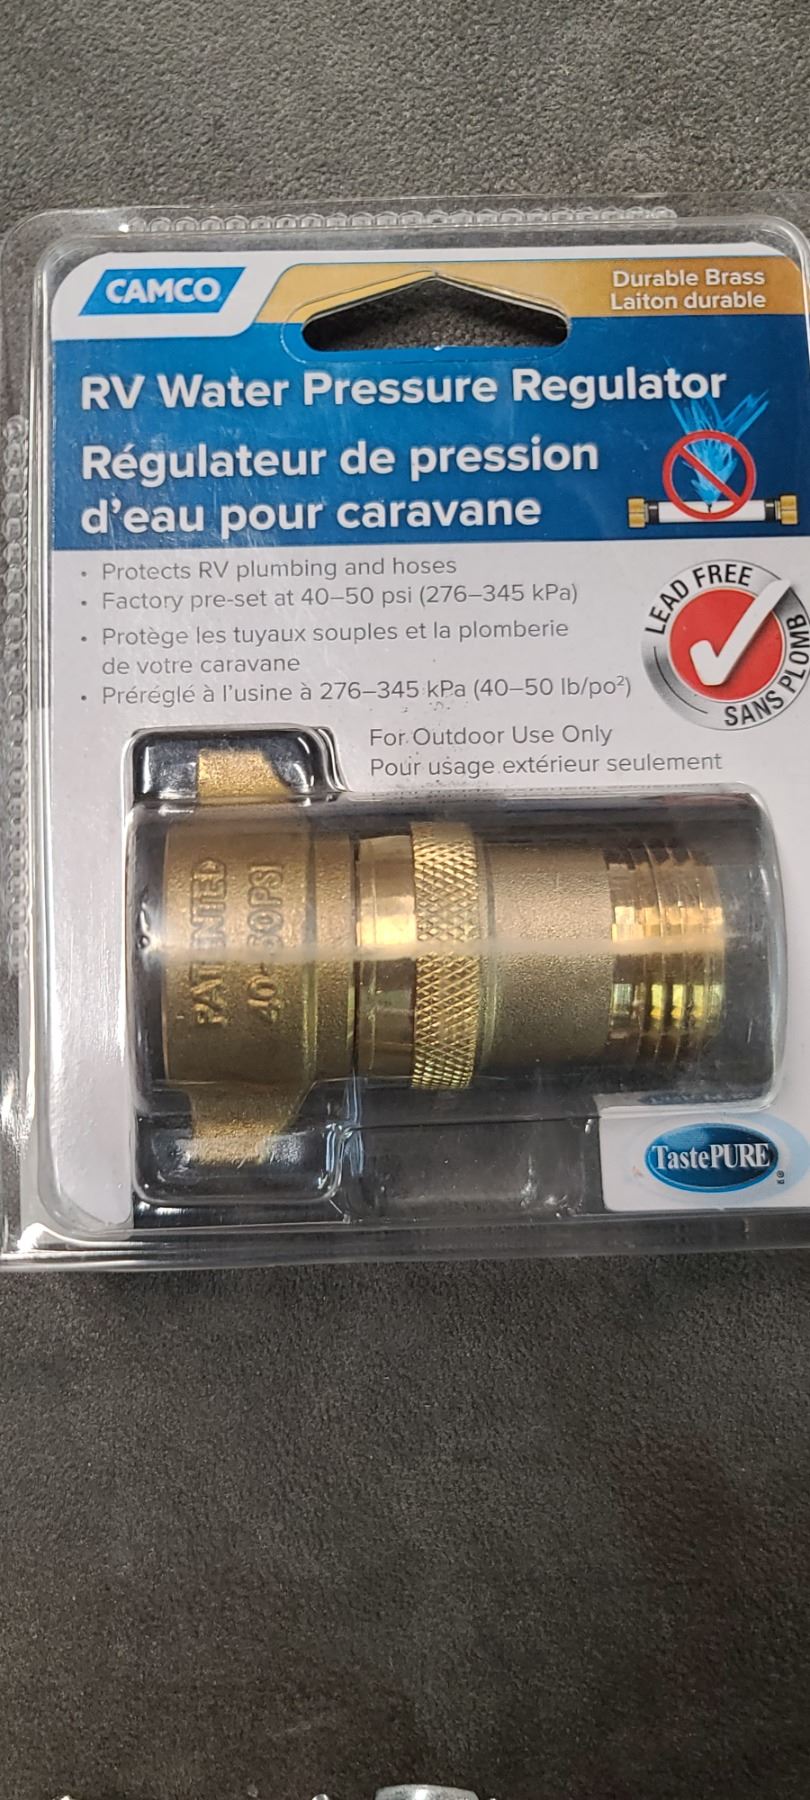 CAMCO
Durable Brass
Laiton durable
RV Water Pressure Regulator
Régulateur de pression
d'eau pour caravane
• Protects RV plumbing and hoses
• Factory pre-set at 40–50 psi (276–345 kPa)
• Protège les tuyaux souples et la plomberie
de votre caravane
• Préréglé à l'usine à 276–345 kPa (40–50 lb/po²)
LEAD FREE
SANS PLOMB
For Outdoor Use Only
Pour usage extérieur seulement
PATENTED
40-50PSI
TastePURE